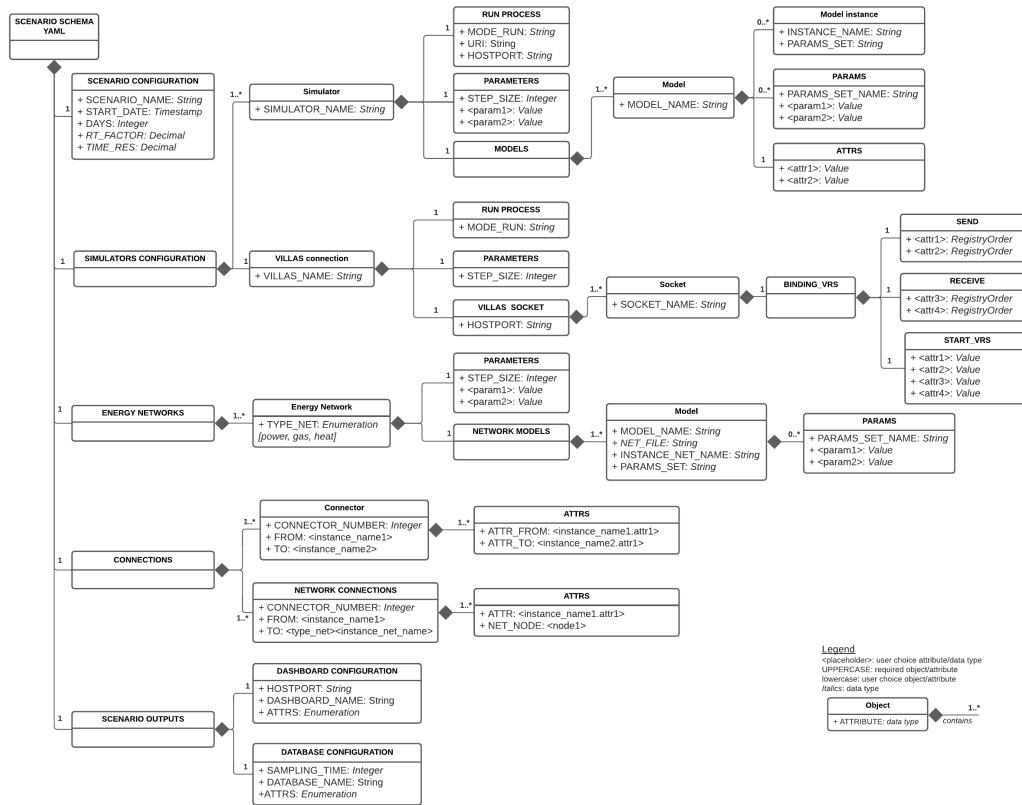 SCENARIO SCHEMA
YAML
SCENARIO CONFIGURATION
+ SCENARIO_NAME: String
+ START_DATE: Timestamp
+ DAYS: Integer
+ RT_FACTOR: Decimal
+ TIME_RES: Decimal
1
1
SIMULATORS CONFIGURATION
1..*
Simulator
+ SIMULATOR_NAME: String
1
RUN PROCESS
+ MODE_RUN: String
+ URI: String
+ HOSTPORT: String
1
PARAMETERS
+ STEP_SIZE: Integer
+ <param1>: Value
+ <param2>: Value
1
MODELS
1..*
Model
+ MODEL_NAME: String
0..*
Model instance
+ INSTANCE_NAME: String
+ PARAMS_SET: String
0..*
PARAMS
+ PARAMS_SET_NAME: String
+ <param1>: Value
+ <param2>: Value
1
ATTRS
+ <attr1>: Value
+ <attr2>: Value
1
VILLAS connection
+ VILLAS_NAME: String
1
RUN PROCESS
+ MODE_RUN: String
1
PARAMETERS
+ STEP_SIZE: Integer
1
VILLAS SOCKET
+ HOSTPORT: String
1..*
Socket
+ SOCKET_NAME: String
1
BINDING_VRS
1
SEND
+ <attr1>: RegistryOrder
+ <attr2>: RegistryOrder
1
RECEIVE
+ <attr3>: RegistryOrder
+ <attr4>: RegistryOrder
1
START_VRS
+ <attr1>: Value
+ <attr2>: Value
+ <attr3>: Value
+ <attr4>: Value
1
ENERGY NETWORKS
1..*
Energy Network
+ TYPE_NET: Enumeration
[power, gas, heat]
1
PARAMETERS
+ STEP_SIZE: Integer
+ <param1>: Value
+ <param2>: Value
1
NETWORK MODELS
1..*
Model
+ MODEL_NAME: String
+ NET_FILE: String
+ INSTANCE_NET_NAME: String
+ PARAMS_SET: String
0..*
PARAMS
+ PARAMS_SET_NAME: String
+ <param1>: Value
+ <param2>: Value
1
CONNECTIONS
1..*
Connector
+ CONNECTOR_NUMBER: Integer
+ FROM: <instance_name1>
+ TO: <instance_name2>
1..*
ATTRS
+ ATTR_FROM: <instance_name1.attr1>
+ ATTR_TO: <instance_name2.attr1>
1..*
NETWORK CONNECTIONS
+ CONNECTOR_NUMBER: Integer
+ FROM: <instance_name1>
+ TO: <type_net><instance_net_name>
1..*
ATTRS
+ ATTR: <instance_name1.attr1>
+ NET_NODE: <node1>
1
SCENARIO OUTPUTS
1
DASHBOARD CONFIGURATION
+ HOSTPORT: String
+ DASHBOARD_NAME: String
+ ATTRS: Enumeration
1
DATABASE CONFIGURATION
+ SAMPLING_TIME: Integer
+ DATABASE_NAME: String
+ATTRS: Enumeration
Legend
<placeholder>: user choice attribute/data type
UPPERCASE: required object/attribute
lowercase: user choice object/attribute
Italics: data type
Object
+ ATTRIBUTE: data type
1..*
contains